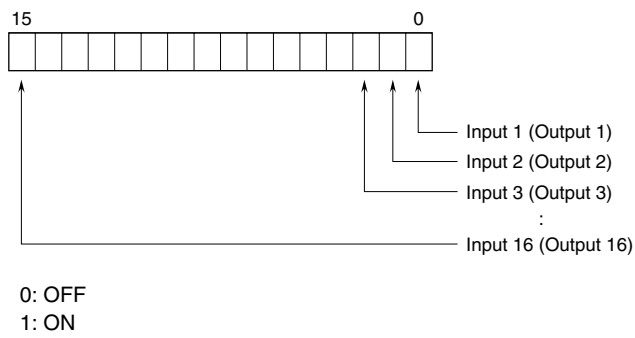 15 0
Input 1 (Output 1)
Input 2 (Output 2)
Input 3 (Output 3)
:
Input 16 (Output 16)
0: OFF
1: ON